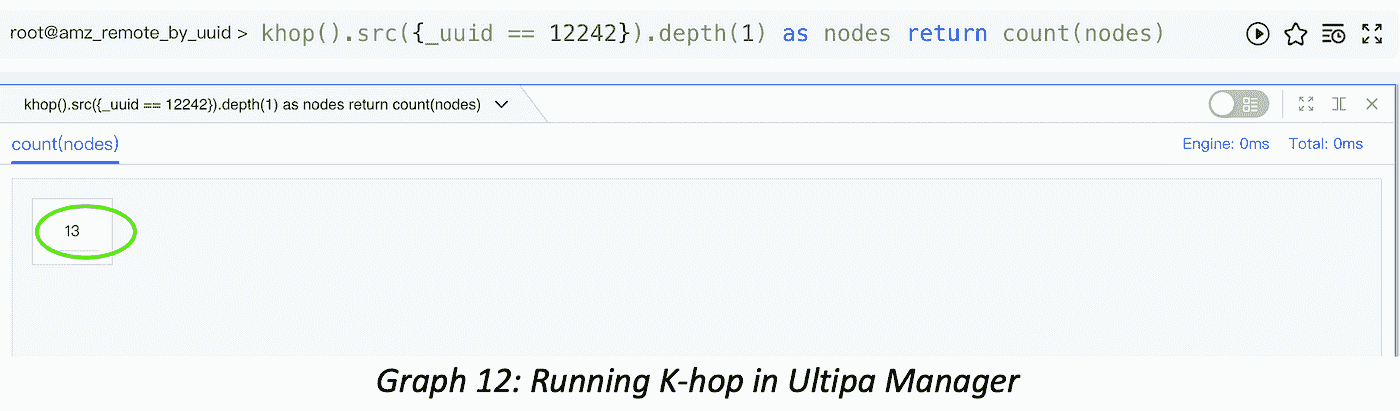 root@amz_remote_by_uuid > khop().src({_uuid == 12242}).depth(1) as nodes return count(nodes)
khop().src({_uuid == 12242}).depth(1) as nodes return count(nodes)
count(nodes) Engine: 0ms Total: 0ms
13
Graph 12: Running K-hop in Ultipa Manager